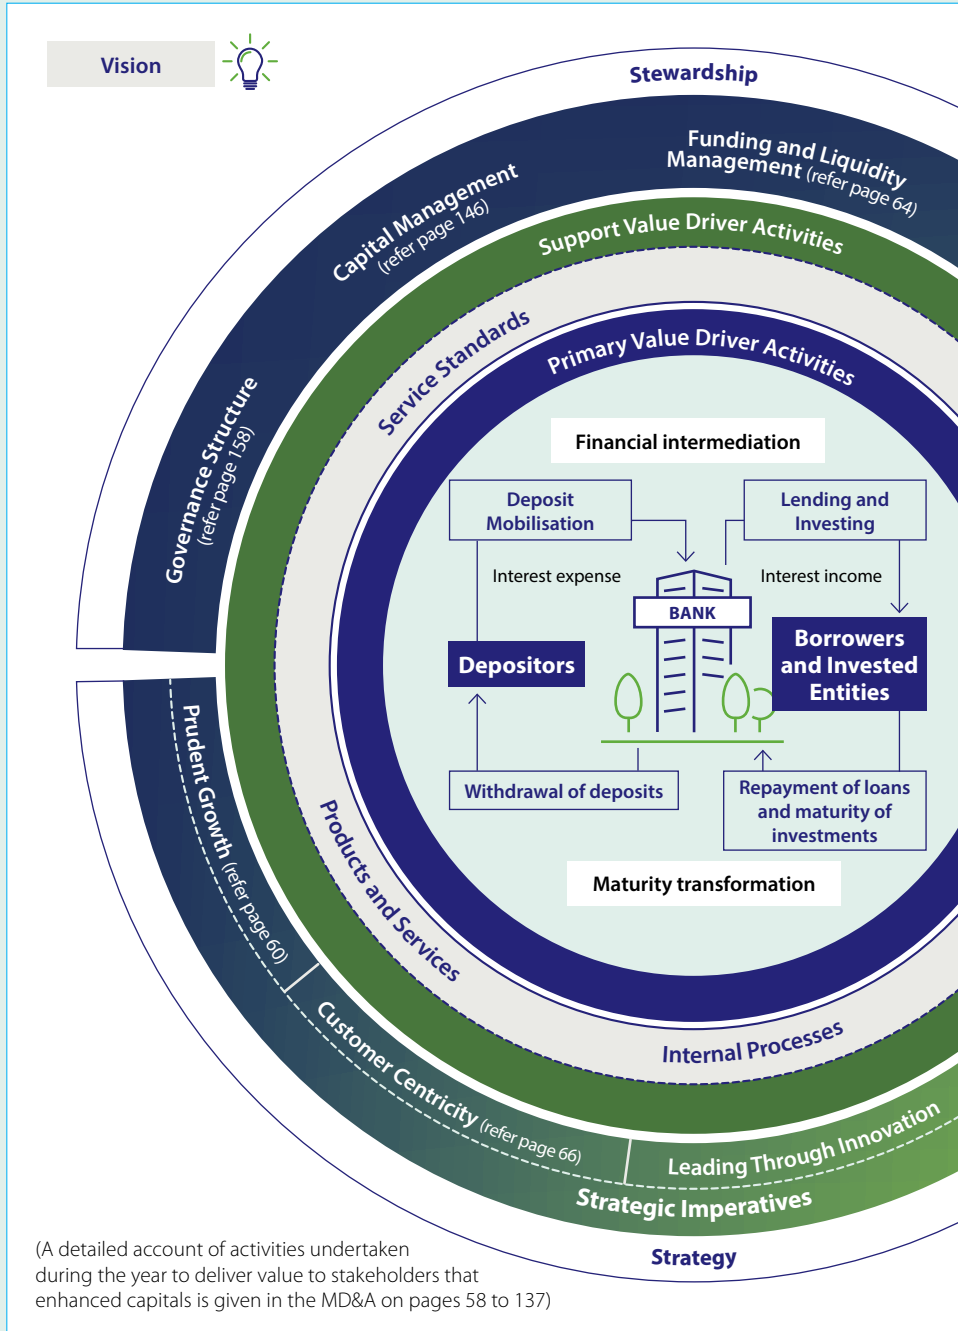 Vision
Stewardship
Funding and Liquidity
Management (refer page 64)
Capital Management
(refer page 146)
Governance Structure
(refer page 158)
Support Value Driver Activities
Service Standards
Primary Value Driver Activities
Financial intermediation
Deposit
Mobilisation
Lending and
Investing
Interest expense
Interest income
BANK
Depositors
Borrowers
and Invested
Entities
Withdrawal of deposits
Repayment of loans
and maturity of
investments
Maturity transformation
Products and Services
Internal Processes
Prudent Growth (refer page 60)
Customer Centricity (refer page 66)
Leading Through Innovation
Strategic Imperatives
Strategy
(A detailed account of activities undertaken
during the year to deliver value to stakeholders that
enhanced capitals is given in the MD&A on pages 58 to 137)